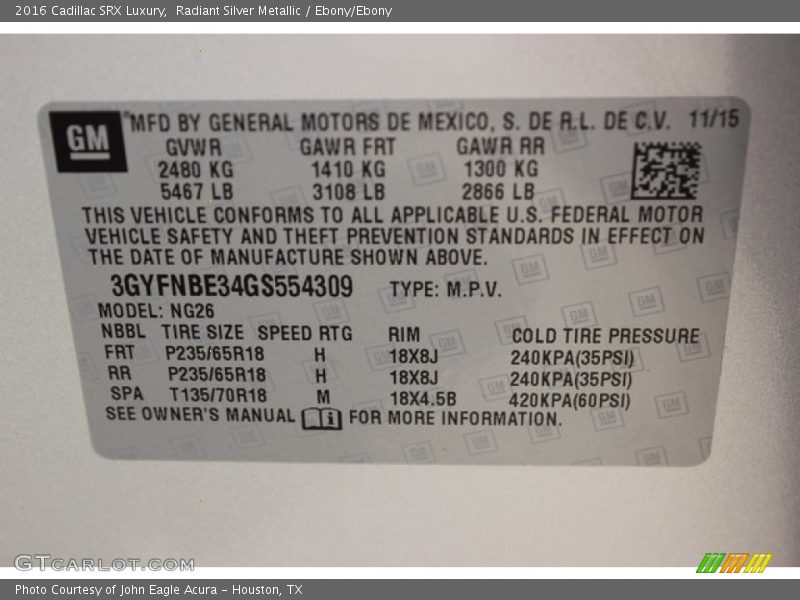 2016 Cadillac SRX Luxury,  Radiant Silver Metallic / Ebony/Ebony
GM
MFD BY GENERAL MOTORS DE MEXICO, S. DE R.L. DE C.V. 11/15
GVWR GAWR FRT GAWR RR
2480 KG 1410 KG 1300 KG
5467 LB 3108 LB 2866 LB
THIS VEHICLE CONFORMS TO ALL APPLICABLE U.S. FEDERAL MOTOR
VEHICLE SAFETY AND THEFT PREVENTION STANDARDS IN EFFECT ON
THE DATE OF MANUFACTURE SHOWN ABOVE.
3GYFNBE34GS554309 TYPE: M.P.V.
MODEL: NG26
NBBL TIRE SIZE SPEED RTG RIM COLD TIRE PRESSURE
FRT P235/65R18 H 18X8J 240KPA(35PSI)
RR P235/65R18 H 18X8J 240KPA(35PSI)
SPA T135/70R18 M 18X4.5B 420KPA(60PSI)
SEE OWNER'S MANUAL i FOR MORE INFORMATION.
GTCARLOT.COM
Photo Courtesy of John Eagle Acura - Houston, TX